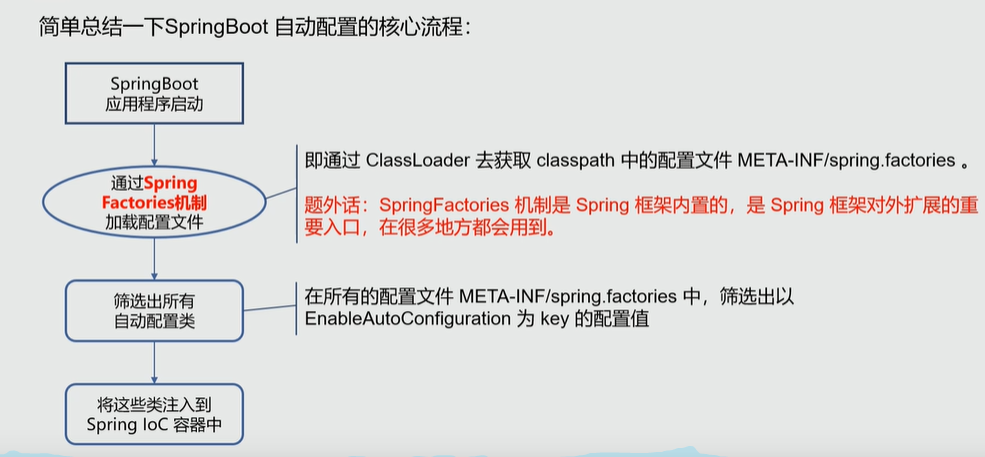 简单总结一下SpringBoot 自动配置的核心流程：
SpringBoot
应用程序启动
即通过 ClassLoader 去获取 classpath 中的配置文件 META-INF/spring.factories 。
通过Spring
Factories机制
加载配置文件
题外话：SpringFactories 机制是 Spring 框架内置的，是 Spring 框架对外扩展的重
要入口，在很多地方都会用到。
筛选出所有
自动配置类
在所有的配置文件 META-INF/spring.factories 中，筛选出以
EnableAutoConfiguration 为 key 的配置值
将这些类注入到
Spring IoC 容器中